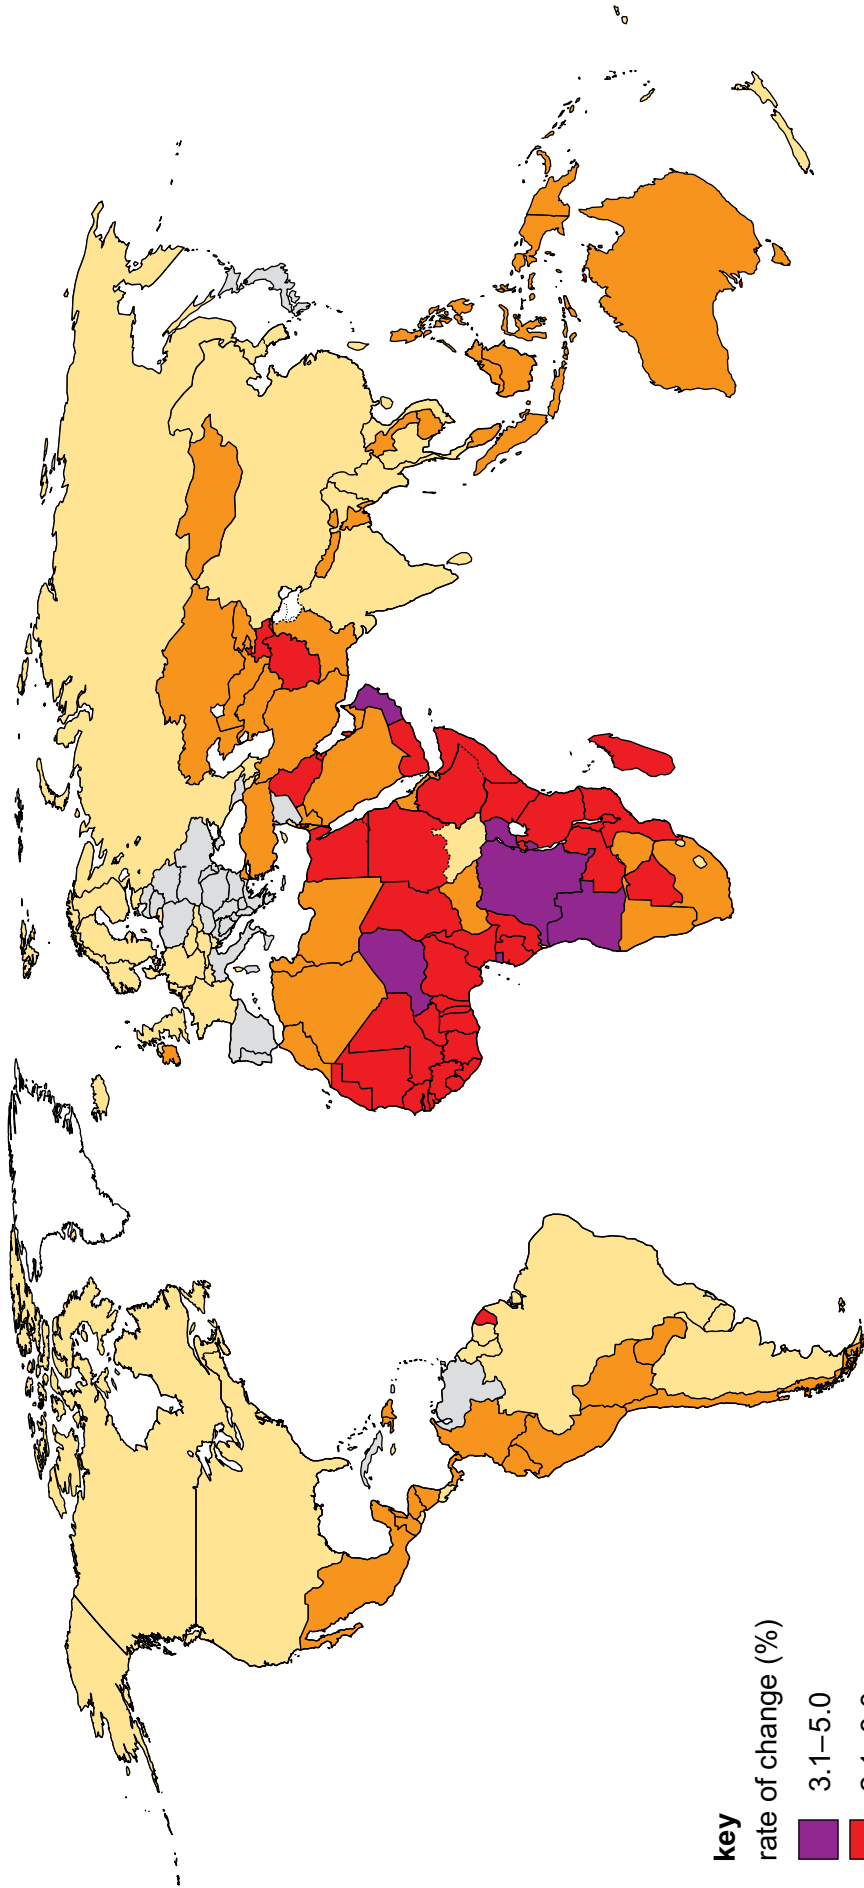 key
rate of change (%)
3.1–5.0